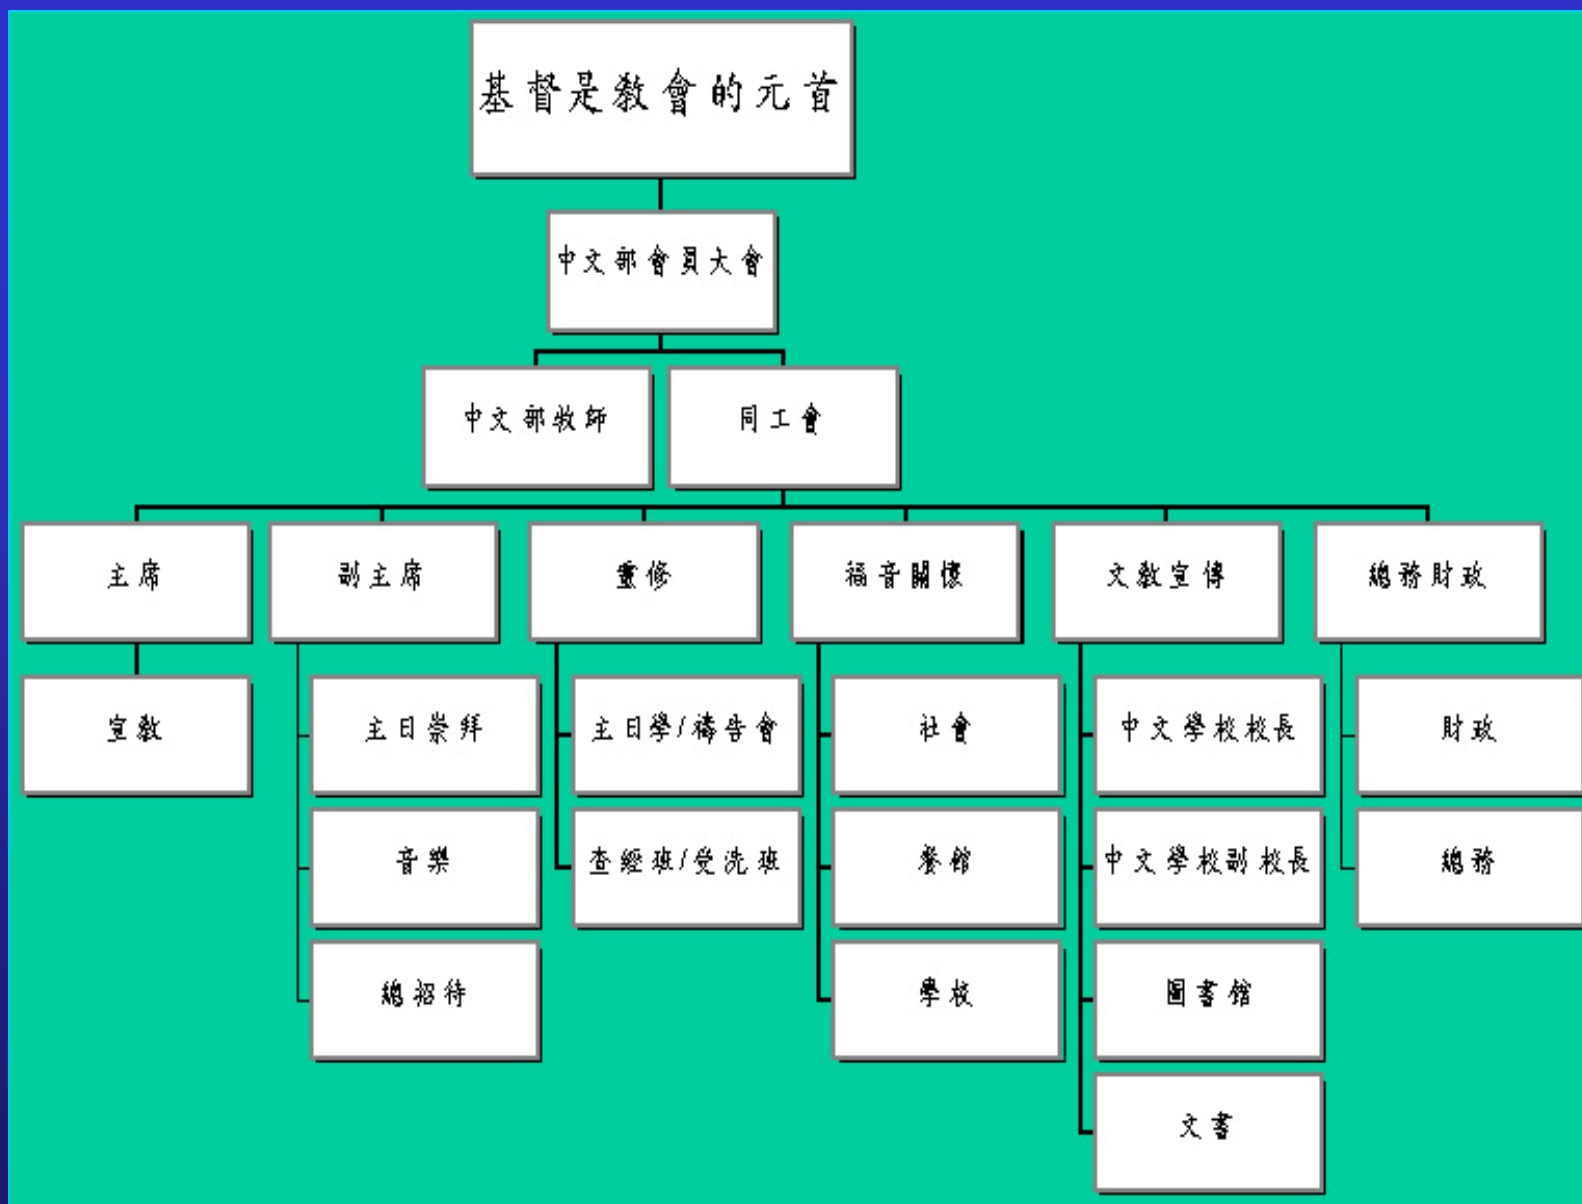 基督是教會的元首
中文部會員大會
中文部牧師
同工會
主席
副主席
靈修
福音關懷
文教宣傳
總務財政
宣教
主日崇拜
主日學/禱告會
社會
中文學校校長
財政
音樂
查經班/受洗班
餐館
中文學校副校長
總務
總招待
學校
圖書館
文書